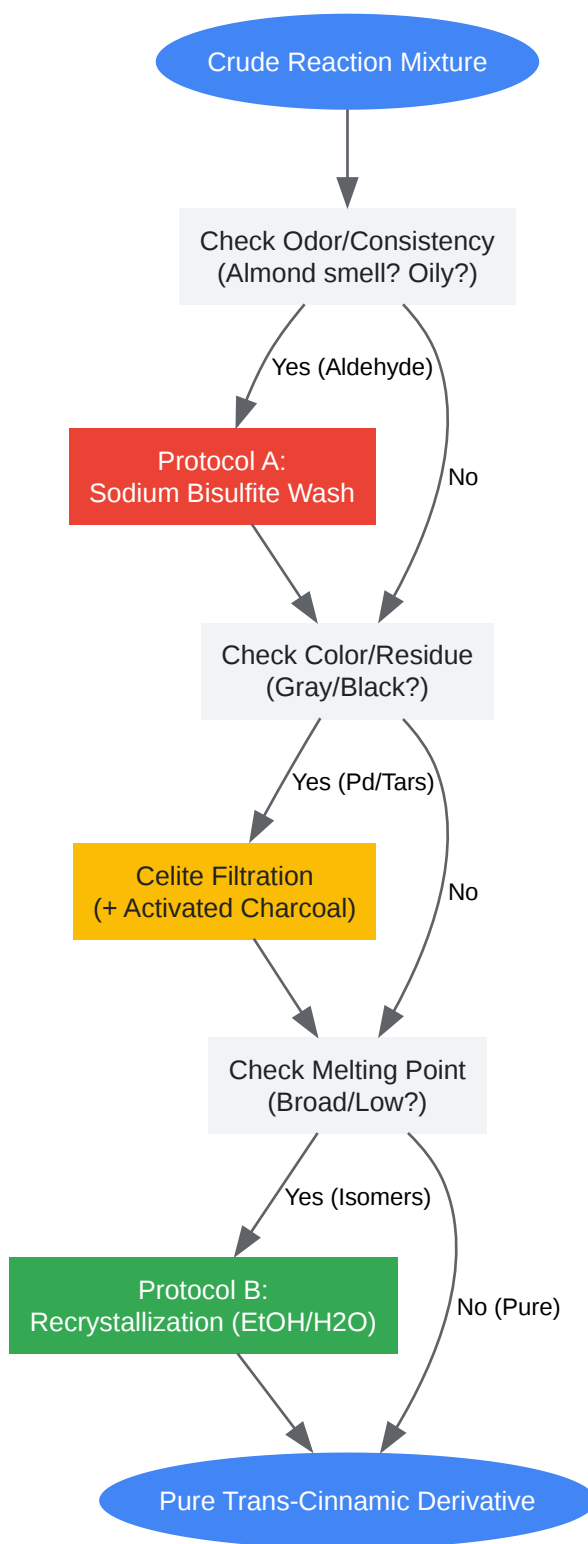 Crude Reaction Mixture
Check Odor/Consistency
(Almond smell? Oily?)
Yes (Aldehyde)
Protocol A:
Sodium Bisulfite Wash
No
Check Color/Residue
(Gray/Black?)
Yes (Pd/Tars)
Celite Filtration
(+ Activated Charcoal)
No
Check Melting Point
(Broad/Low?)
Yes (Isomers)
Protocol B:
Recrystallization (EtOH/H2O)
No (Pure)
Pure Trans-Cinnamic Derivative